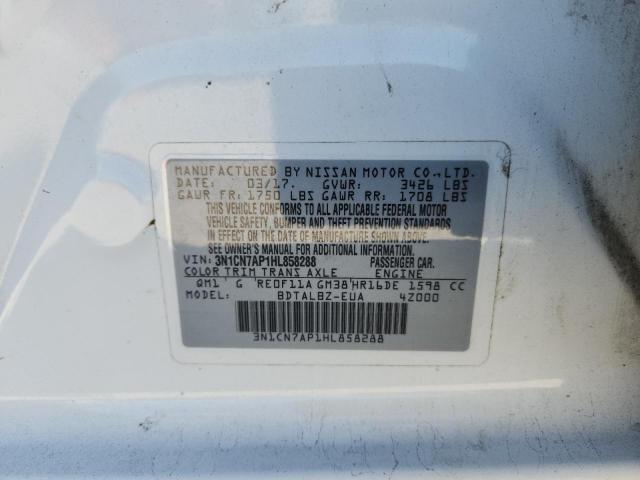 MANUFACTURED BY NISSAN MOTOR CO.,LTD.
DATE: 03/17. GVWR: 3426 LBS
GAWR FR: 1750 LBS GAWR RR: 1708 LBS
THIS VEHICLE CONFORMS TO ALL APPLICABLE FEDERAL MOTOR
VEHICLE SAFETY, BUMPER AND THEFT PREVENTION STANDARDS
IN EFFECT ON THE DATE OF MANUFACTURE SHOWN ABOVE.
SEE OWNER'S MANUAL FOR ADDITIONAL INFORMATION.
VIN: 3N1CN7AP1HL858288 PASSENGER CAR.
COLOR TRIM TRANS AXLE ENGINE
QM1 G RE0F11A GM38 HR16DE 1598 CC
MODEL: BDTALBZ-EUA 4Z000
3N1CN7AP1HL858288